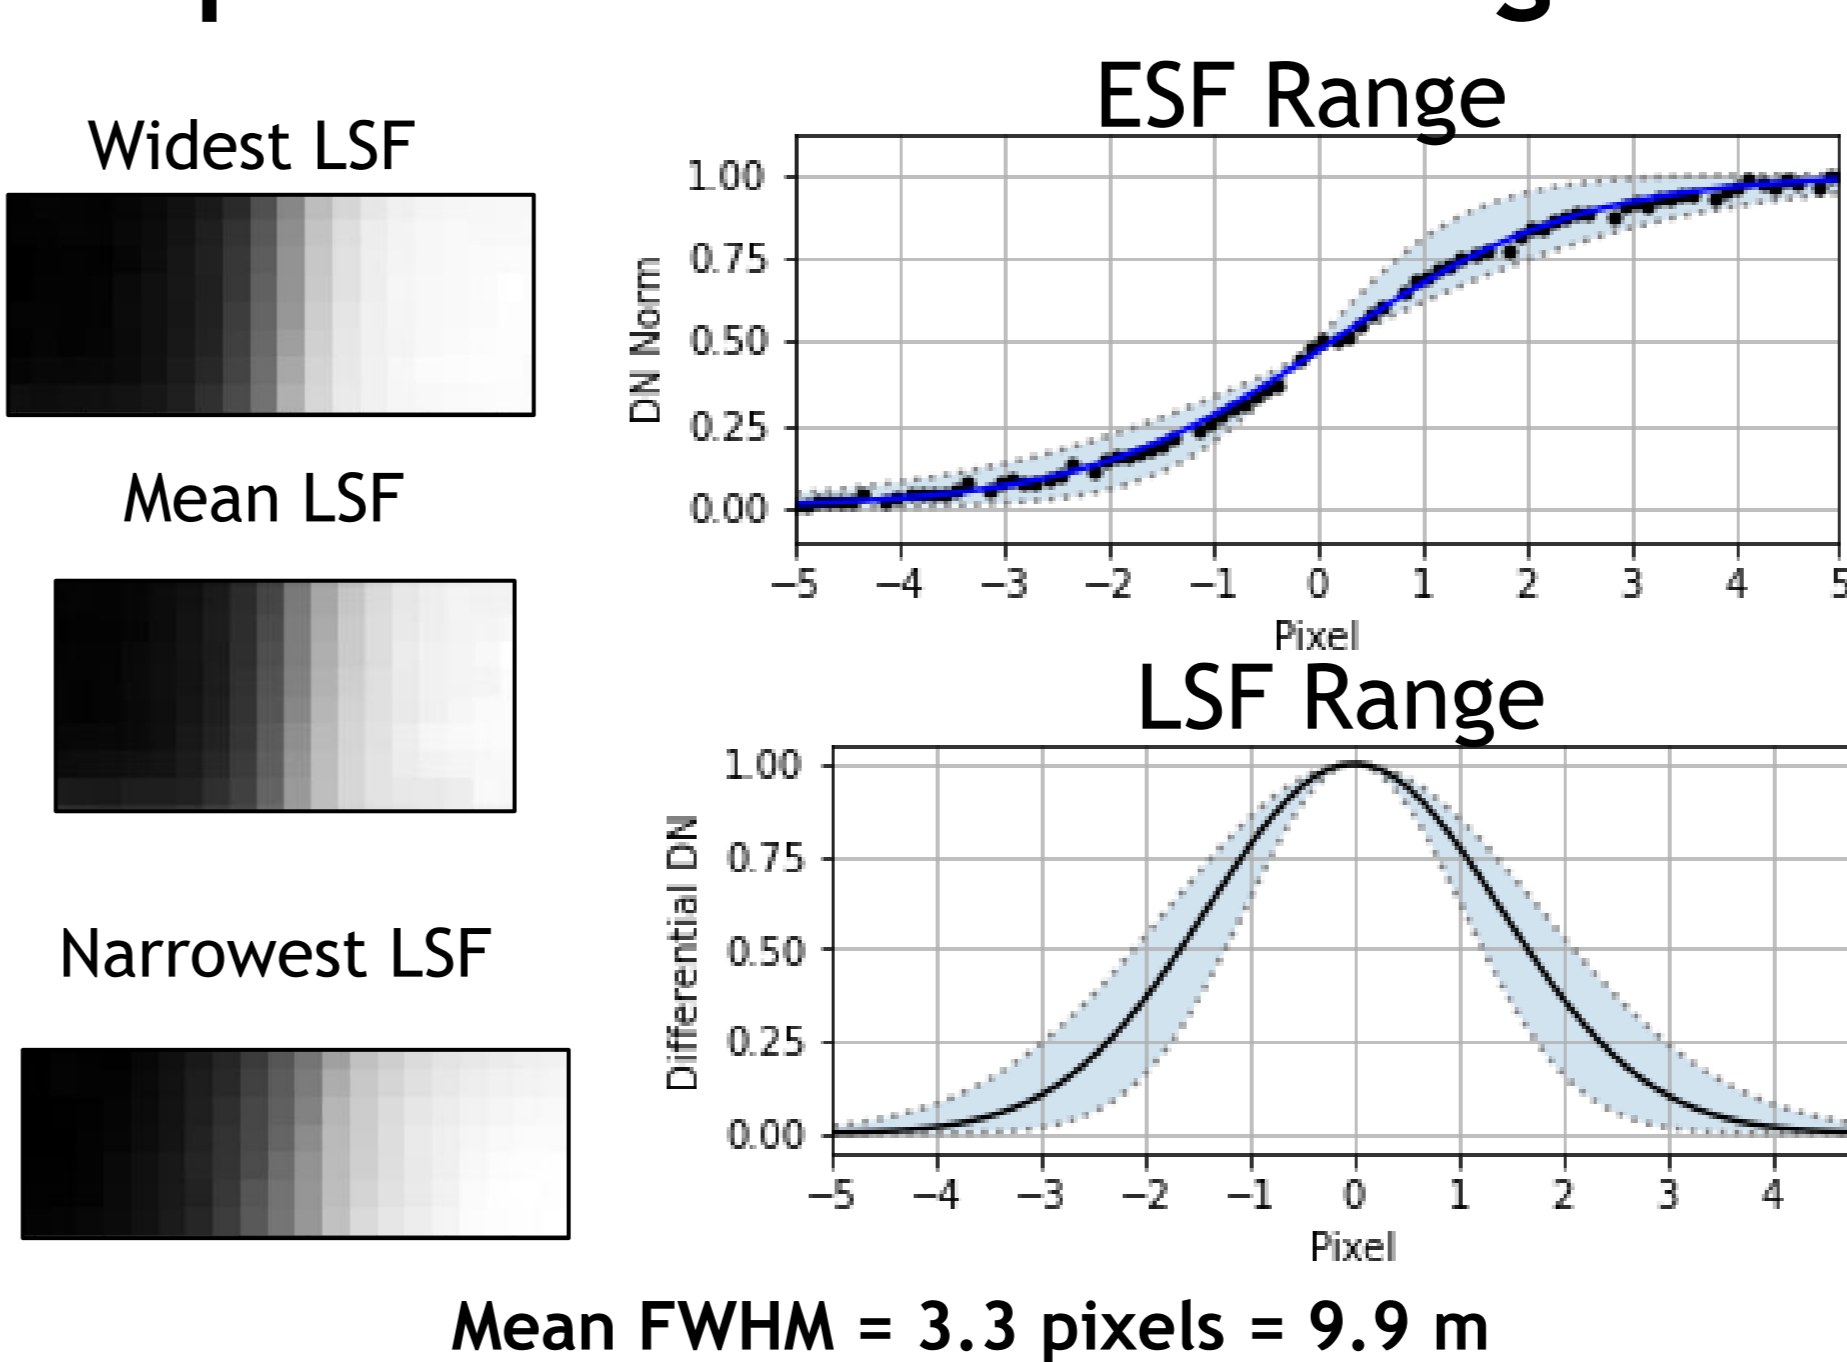 Widest LSF
Mean LSF
Narrowest LSF
ESF Range
1.00
0.75
0.50
0.25
0.00
DN Norm
−5 −4 −3 −2 −1 0 1 2 3 4 5
Pixel
LSF Range
1.00
0.75
0.50
0.25
0.00
Differential DN
−5 −4 −3 −2 −1 0 1 2 3 4
Pixel
Mean FWHM = 3.3 pixels = 9.9 m